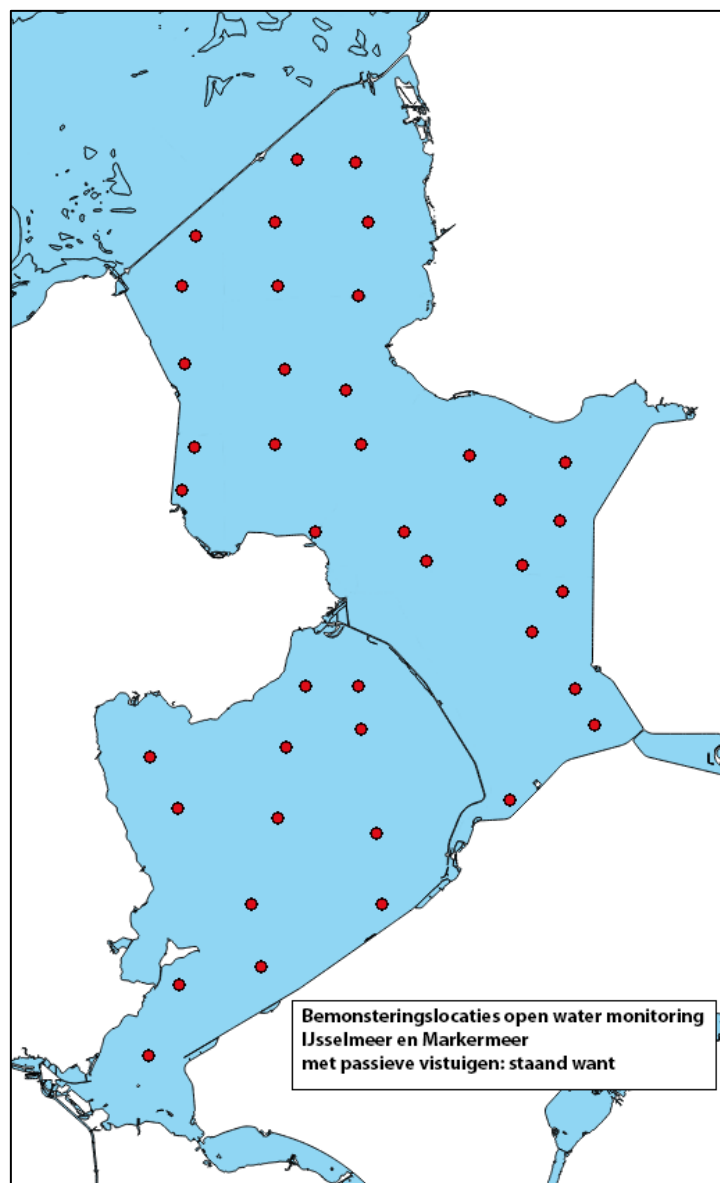 Bemonsteringslocaties open water monitoring
IJsselmeer en Markermeer
met passieve vistuigen: staand want